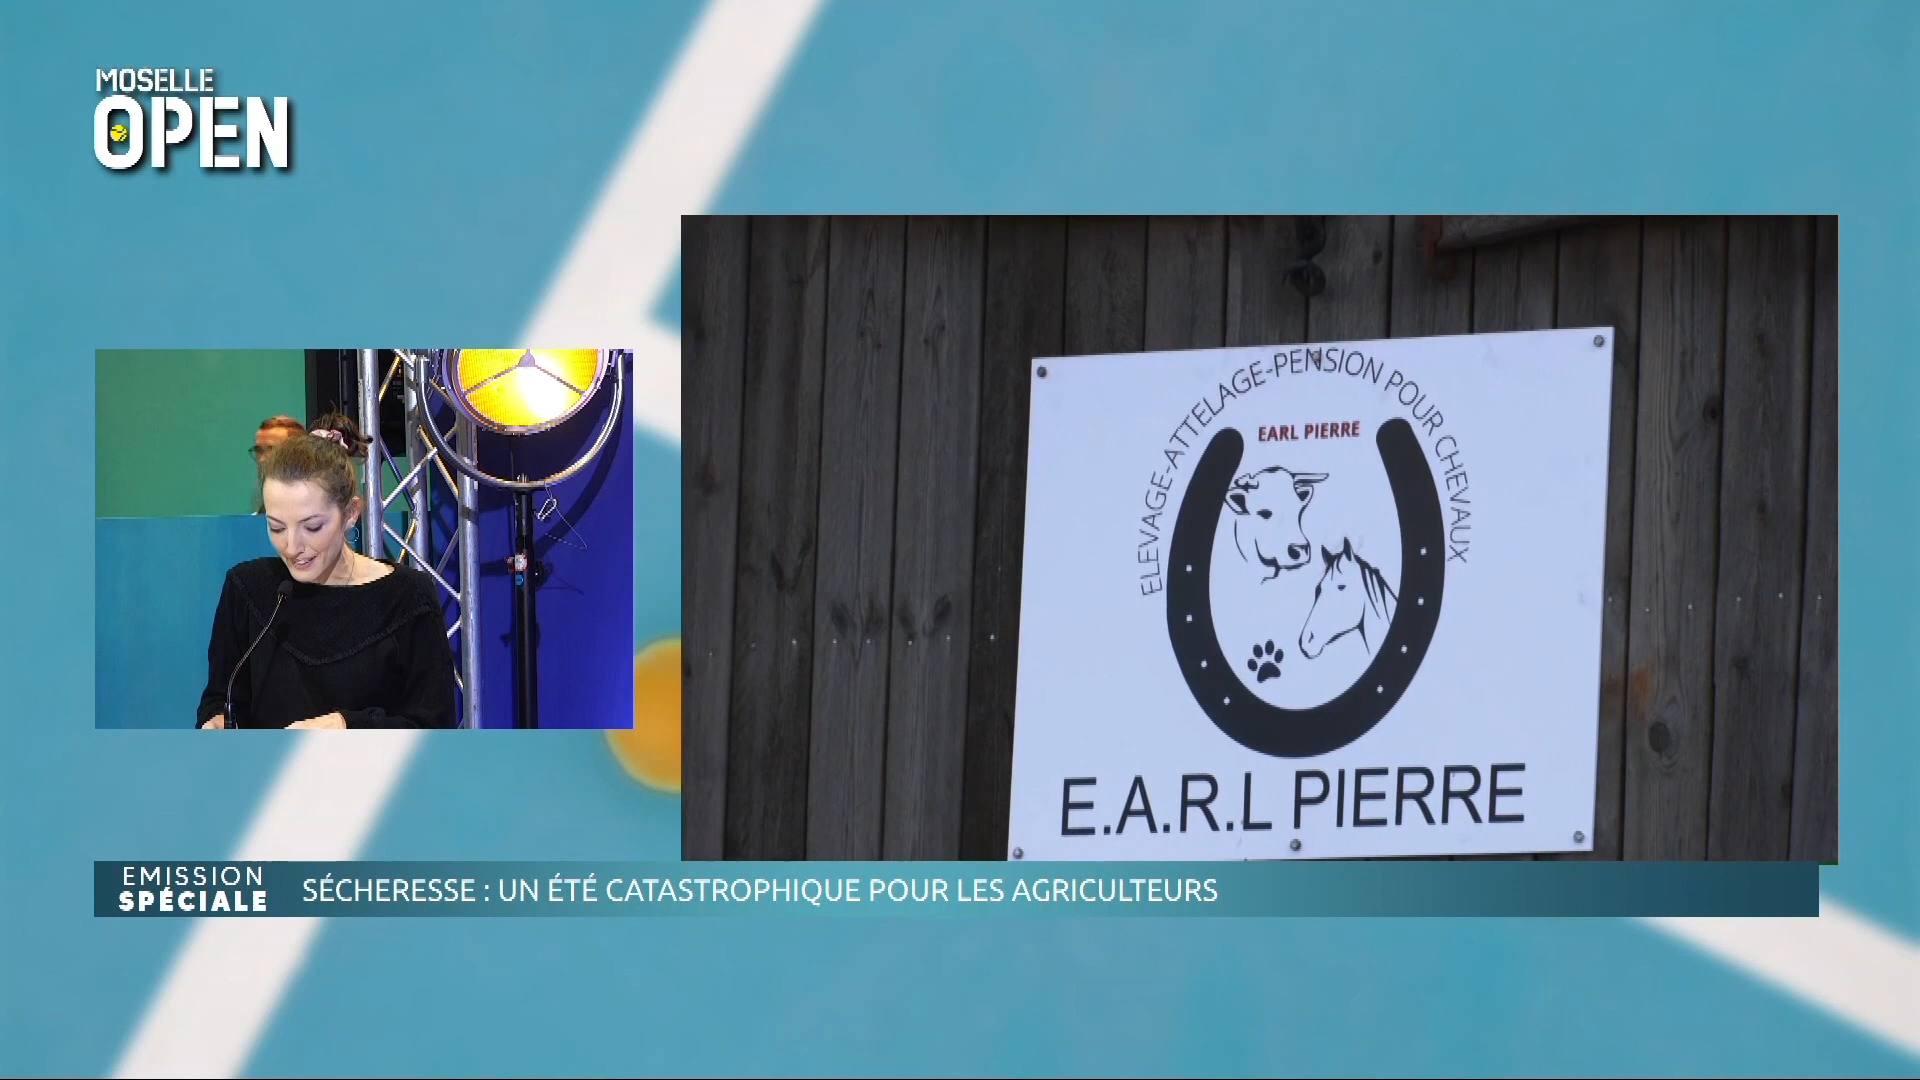 MOSELLE
OPEN
ELEVAGE-ATTELAGE-PENSION POUR CHEVAUX
EARL PIERRE
E.A.R.L PIERRE
EMISSION
SPÉCIALE
SÉCHERESSE : UN ÉTÉ CATASTROPHIQUE POUR LES AGRICULTEURS